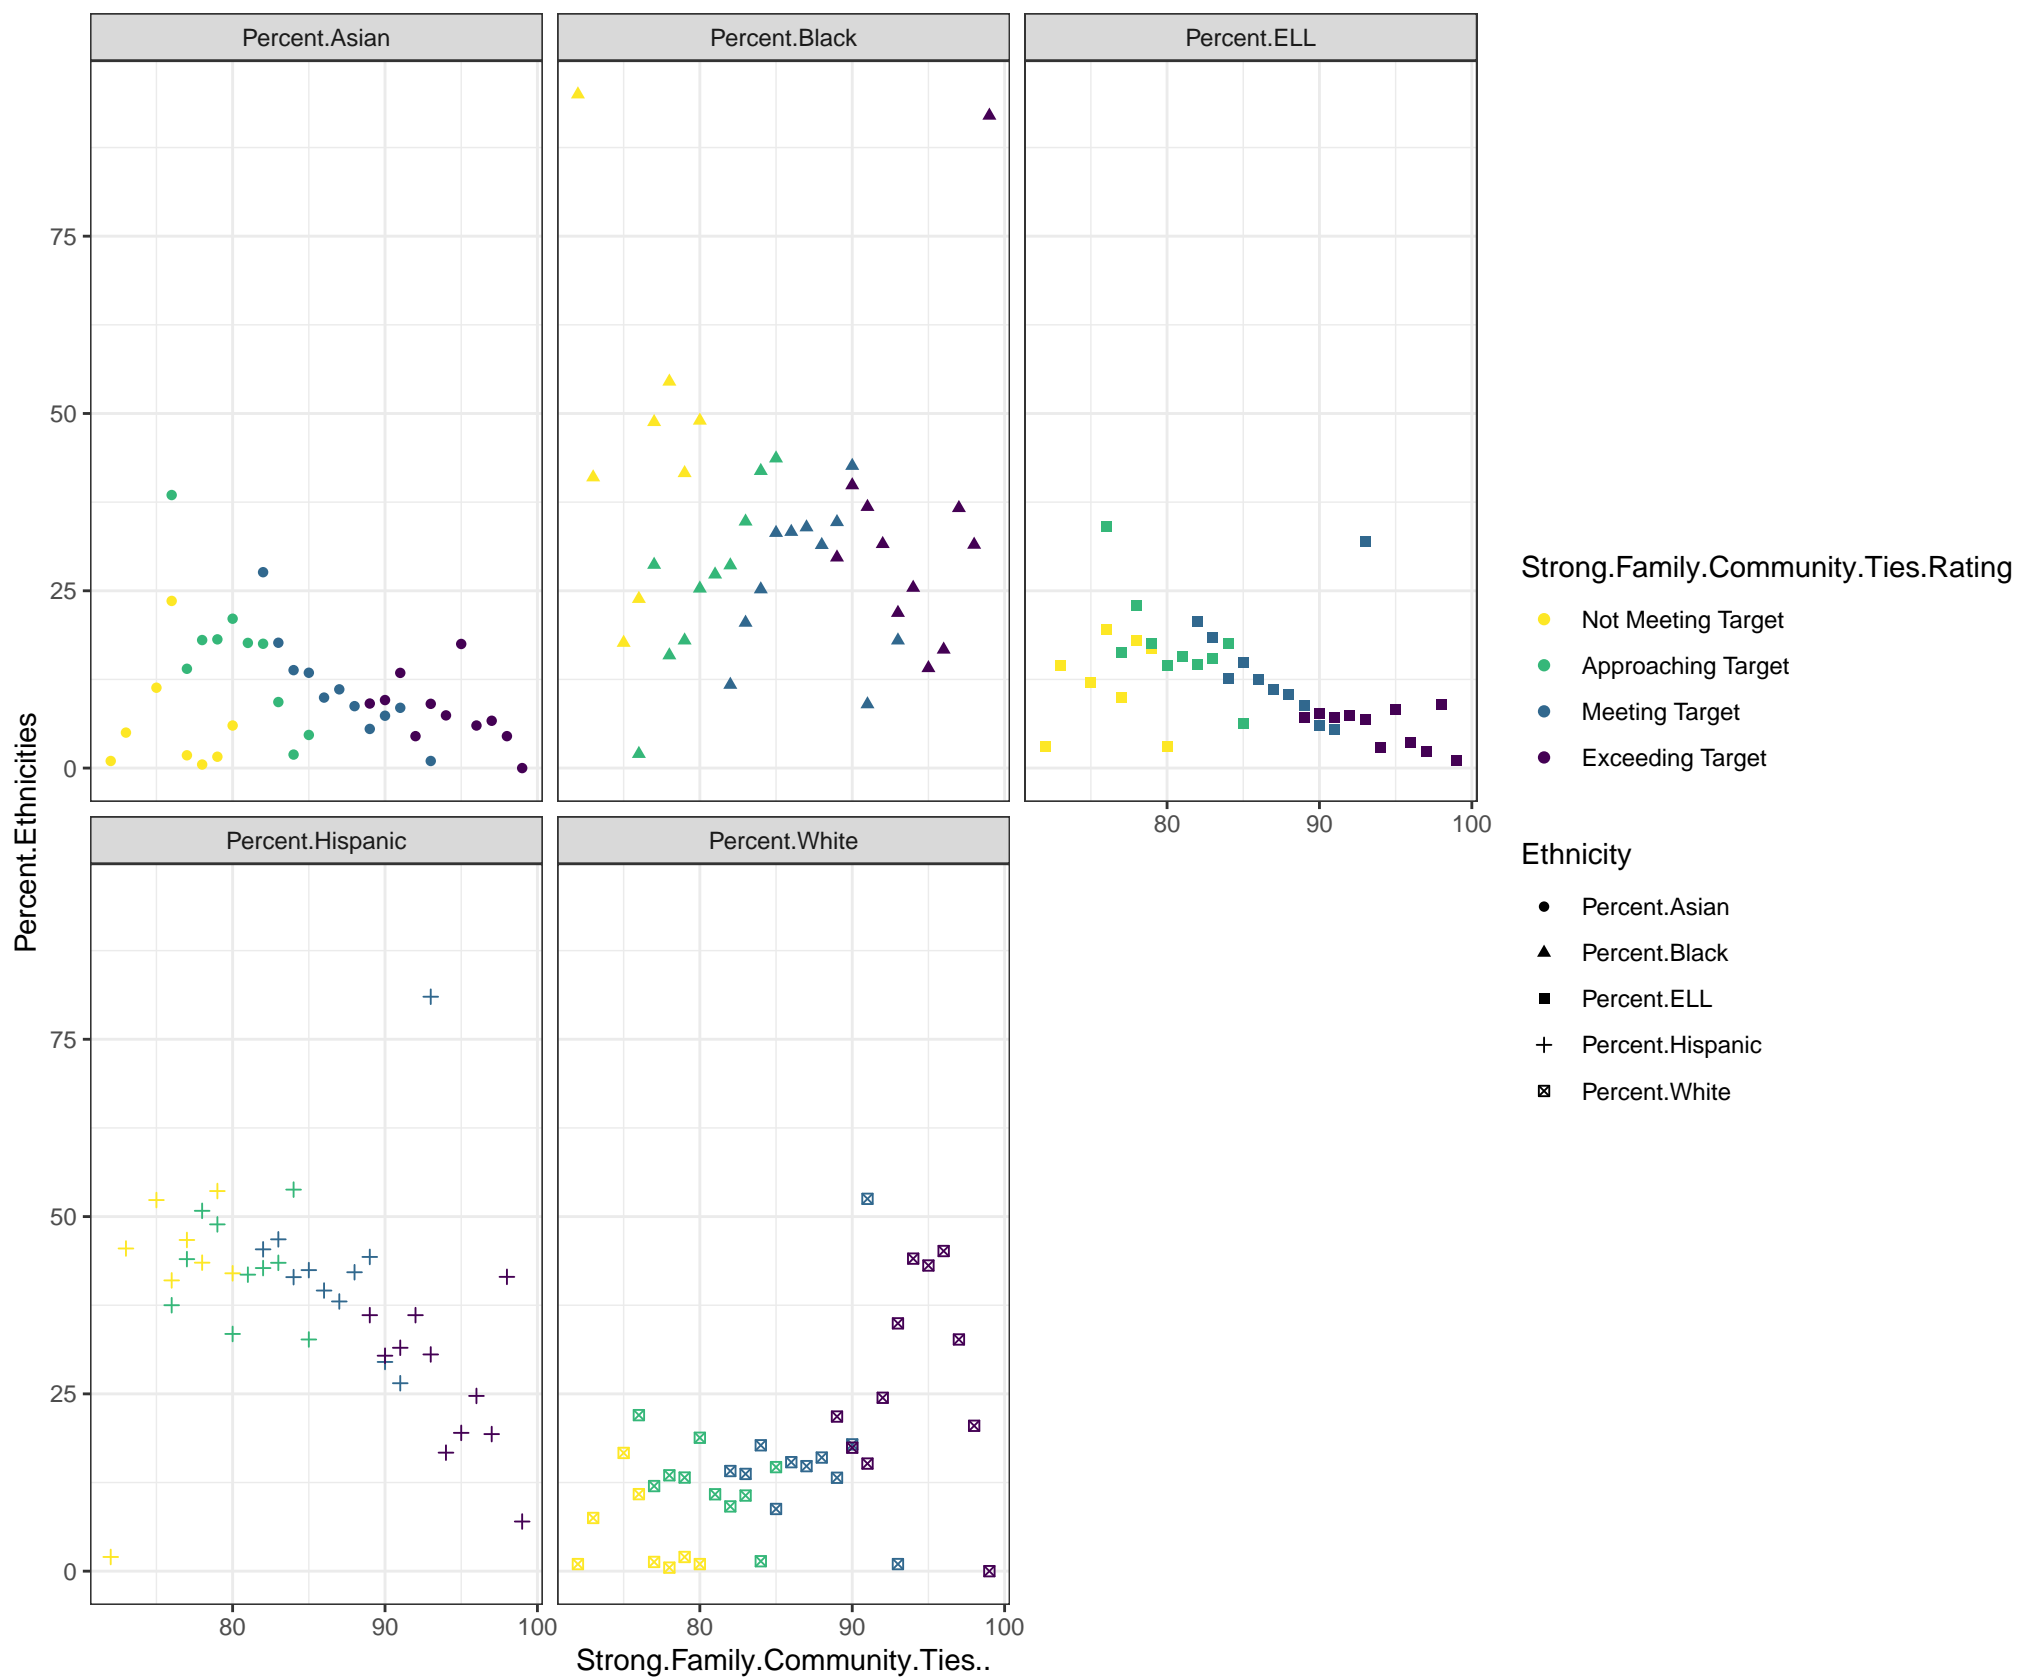 Percent.Asian
Percent.Black
Percent.ELL
75
50
25
0
80
90
100
Percent.Hispanic
Percent.White
75
50
25
0
80
90
100
80
90
100
Percent.Ethnicities
Strong.Family.Community.Ties..
Strong.Family.Community.Ties.Rating
Not Meeting Target
Approaching Target
Meeting Target
Exceeding Target
Ethnicity
Percent.Asian
Percent.Black
Percent.ELL
Percent.Hispanic
Percent.White